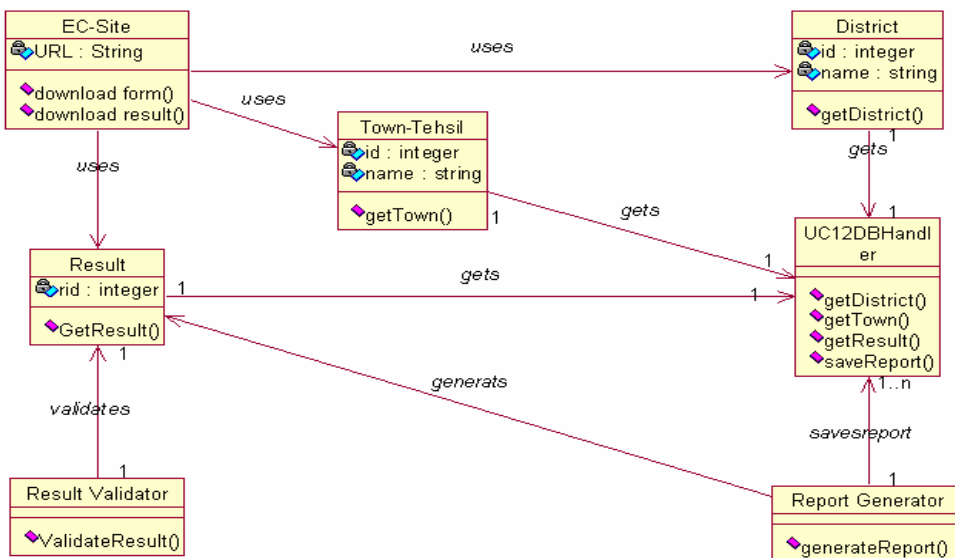 EC-Site
URL : String
download form()
download result()
uses
District
id : integer
name : string
getDistrict()
uses
Town-Tehsil
id : integer
name : string
getTown()
uses
1
gets
1
gets
1
1
UC12DBHandl
er
getDistrict()
getTown()
getResult()
saveReport()
Result
rid : integer
GetResult()
1
gets
1
1
validates
1
generats
1..n
savesreport
1
Result Validator
ValidateResult()
Report Generator
generateReport()